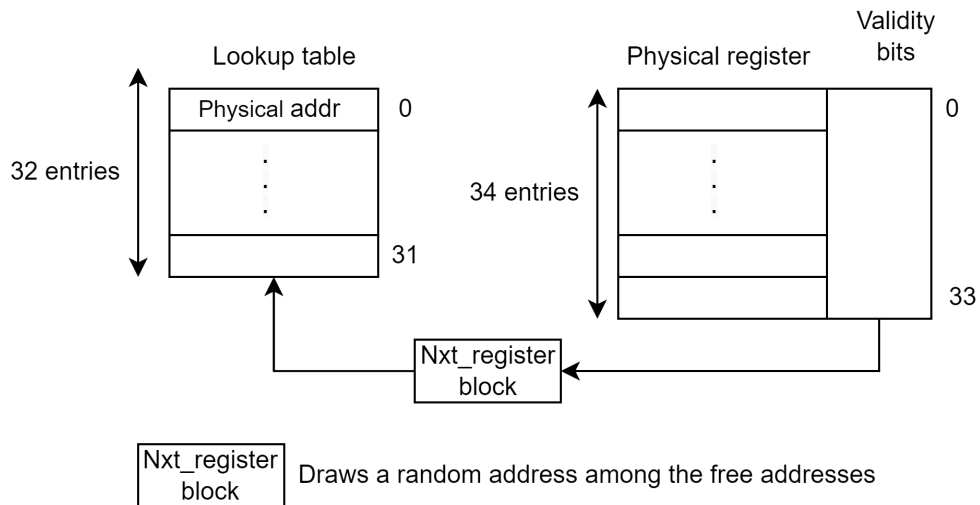 Validity
bits
Lookup table
Physical register
Physical addr
0
0
32 entries
34 entries
31
33
Nxt_register
block
Nxt_register
block
Draws a random address among the free addresses